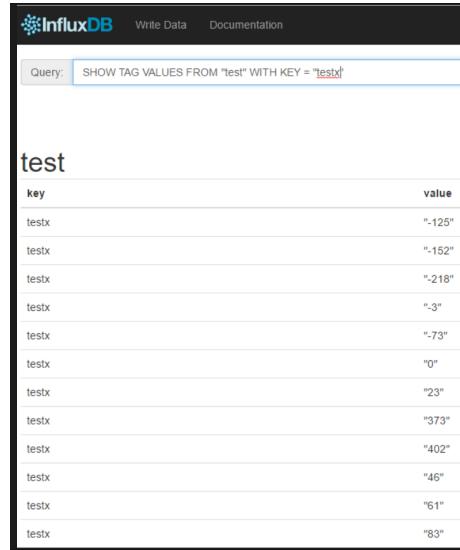 InfluxDB Write Data Documentation
Query: SHOW TAG VALUES FROM "test" WITH KEY = "testx"
test
key value
testx "-125"
testx "-152"
testx "-218"
testx "-3"
testx "-73"
testx "0"
testx "23"
testx "373"
testx "402"
testx "46"
testx "61"
testx "83"